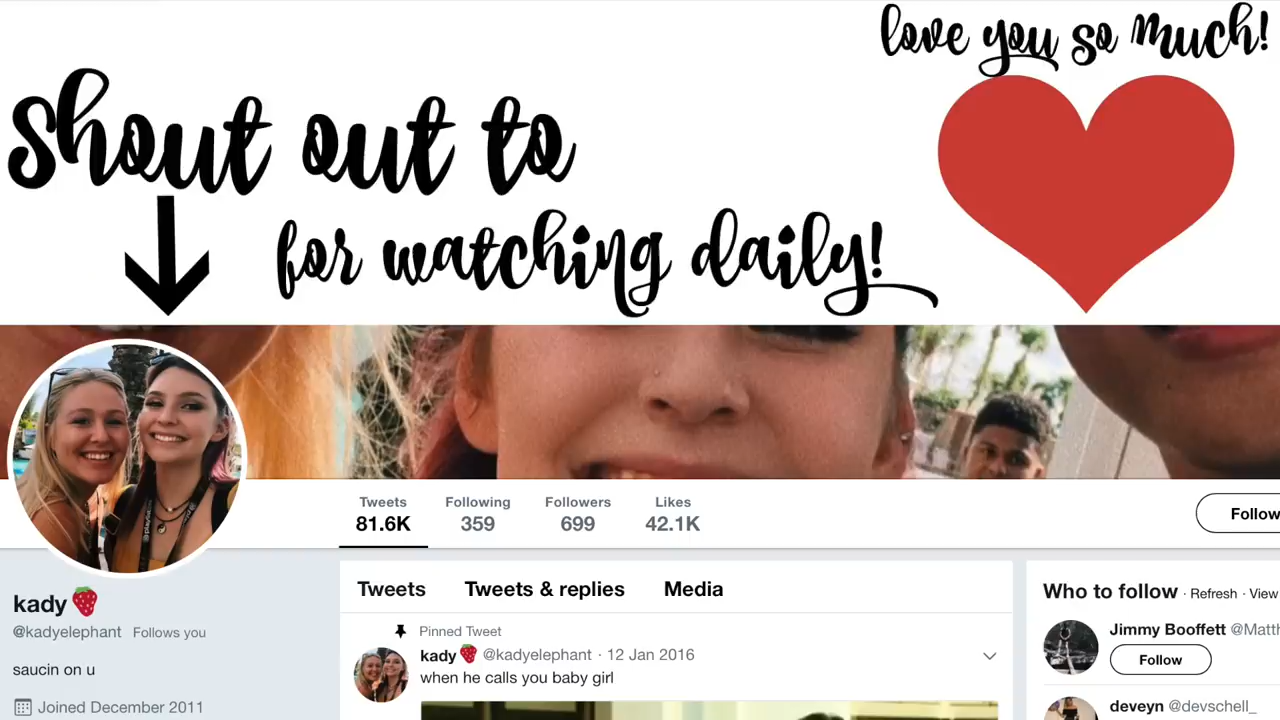 love you so much!
shout out to
for watching daily!
Tweets Following Followers Likes
81.6K 359 699 42.1K
Follow
kady
@kadyelephant Follows you
saucin on u
Joined December 2011
Tweets Tweets & replies Media
Pinned Tweet
kady @kadyelephant · 12 Jan 2016
when he calls you baby girl
Who to follow · Refresh · View
Jimmy Booffett @Matth
Follow
deveyn @devschell_